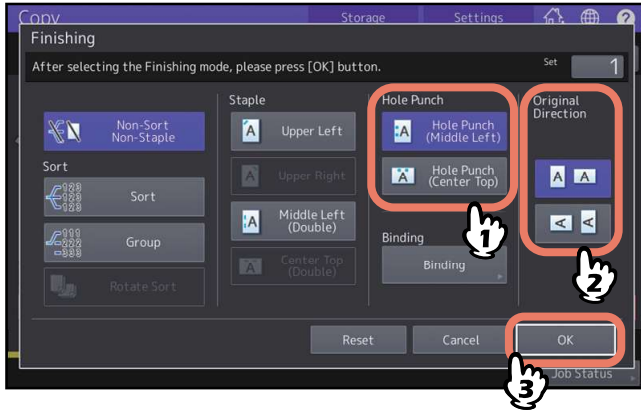 Copy
Storage
Settings
?
Finishing
After selecting the Finishing mode, please press [OK] button.
Set
1
Non-Sort
Non-Staple
Sort
Sort
Group
Rotate Sort
Staple
Upper Left
Upper Right
Middle Left
(Double)
Center Top
(Double)
Hole Punch
Hole Punch
(Middle Left)
Hole Punch
(Center Top)
1
Binding
Binding
Original
Direction
A A
A A
2
Reset
Cancel
OK
3
Job Status